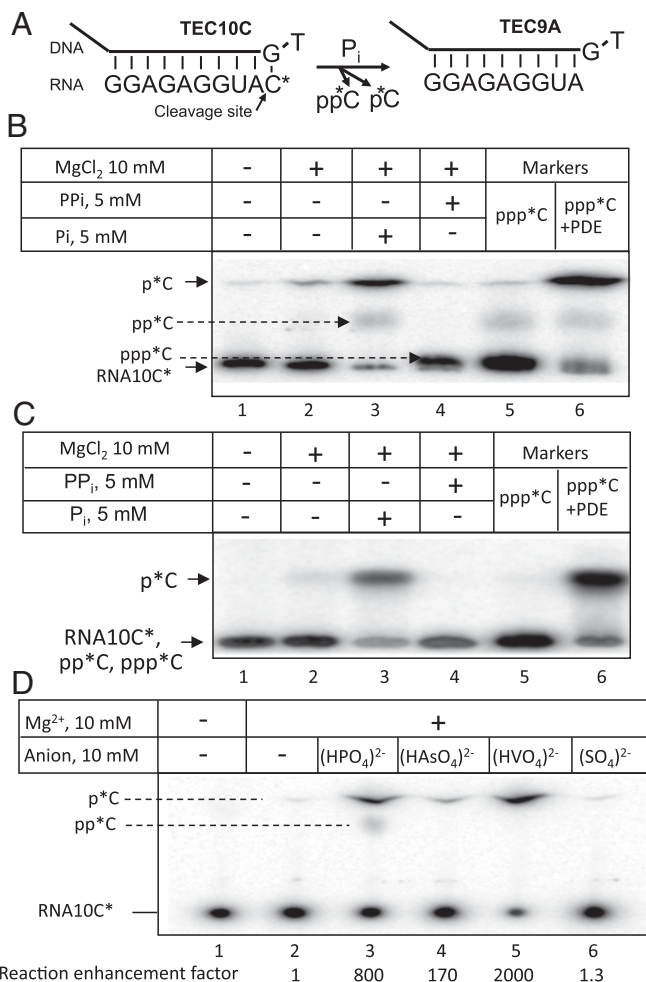 A
TEC10C
TEC9A
DNA
G T
P<sub>i</sub>
G T
RNA
GGAGAGGUAC*
GGAGAGGUA
Cleavage site
pp*C p*C
B
MgCl₂ 10 mM - + + + Markers
PPi, 5 mM - - - + ppp*C ppp*C +PDE
Pi, 5 mM - - + -
p*C
pp*C
ppp*C
RNA10C*
1 2 3 4 5 6
C
MgCl₂ 10 mM - + + + Markers
PPᵢ, 5 mM - - - + ppp*C ppp*C +PDE
Pᵢ, 5 mM - - + -
p*C
RNA10C*,
pp*C, ppp*C
1 2 3 4 5 6
D
Mg²⁺, 10 mM - +
Anion, 10 mM - - (HPO₄)²⁻ (HAsO₄)²⁻ (HVO₄)²⁻ (SO₄)²⁻
p*C
pp*C
RNA10C*
1 2 3 4 5 6
Reaction enhancement factor 1 800 170 2000 1.3